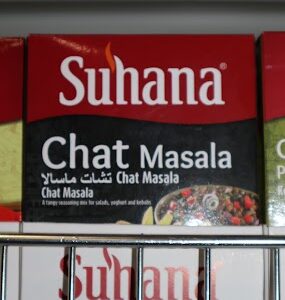 Suhana®
Chat Masala
تشات ماسالا Chat Masala
Chat Masala
A tangy seasoning mix for salads, yoghurt and kebabs
Suhana